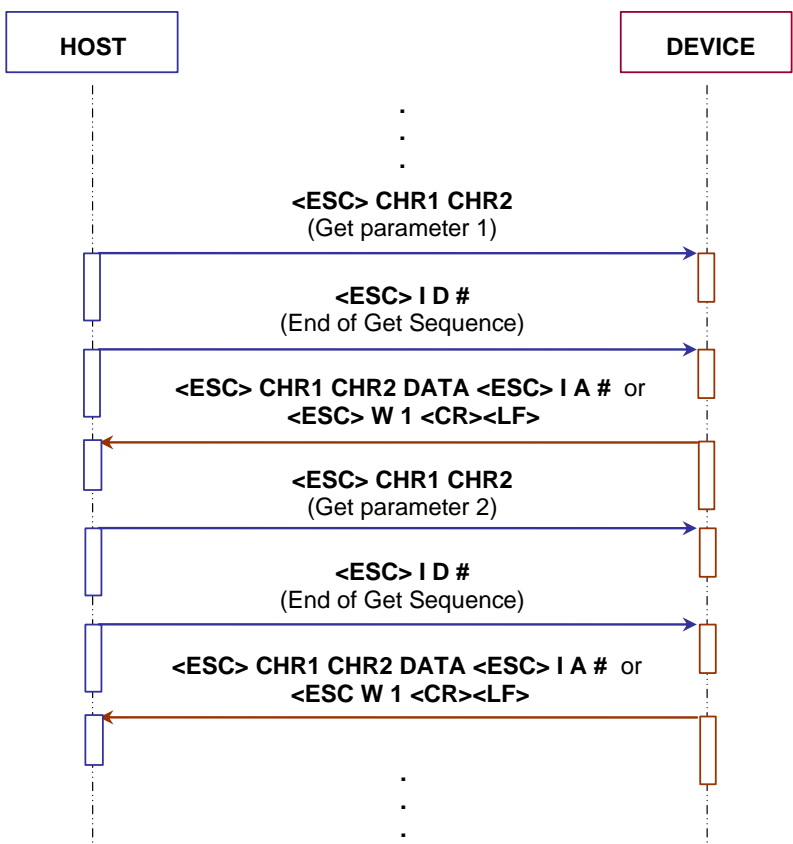 HOST
DEVICE
.
.
.
<ESC> CHR1 CHR2
(Get parameter 1)
<ESC> I D #
(End of Get Sequence)
<ESC> CHR1 CHR2 DATA <ESC> I A # or
<ESC> W 1 <CR><LF>
<ESC> CHR1 CHR2
(Get parameter 2)
<ESC> I D #
(End of Get Sequence)
<ESC> CHR1 CHR2 DATA <ESC> I A # or
<ESC W 1 <CR><LF>
.
.
.